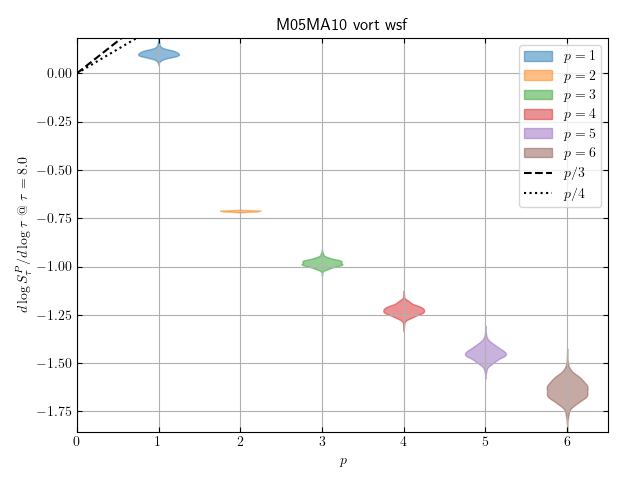 M05MA10 vort wsf
d log S_τ^p / d log τ @ τ = 8.0
0.00
−0.25
−0.50
−0.75
−1.00
−1.25
−1.50
−1.75
p = 1
p = 2
p = 3
p = 4
p = 5
p = 6
p/3
p/4
0 1 2 3 4 5 6
p